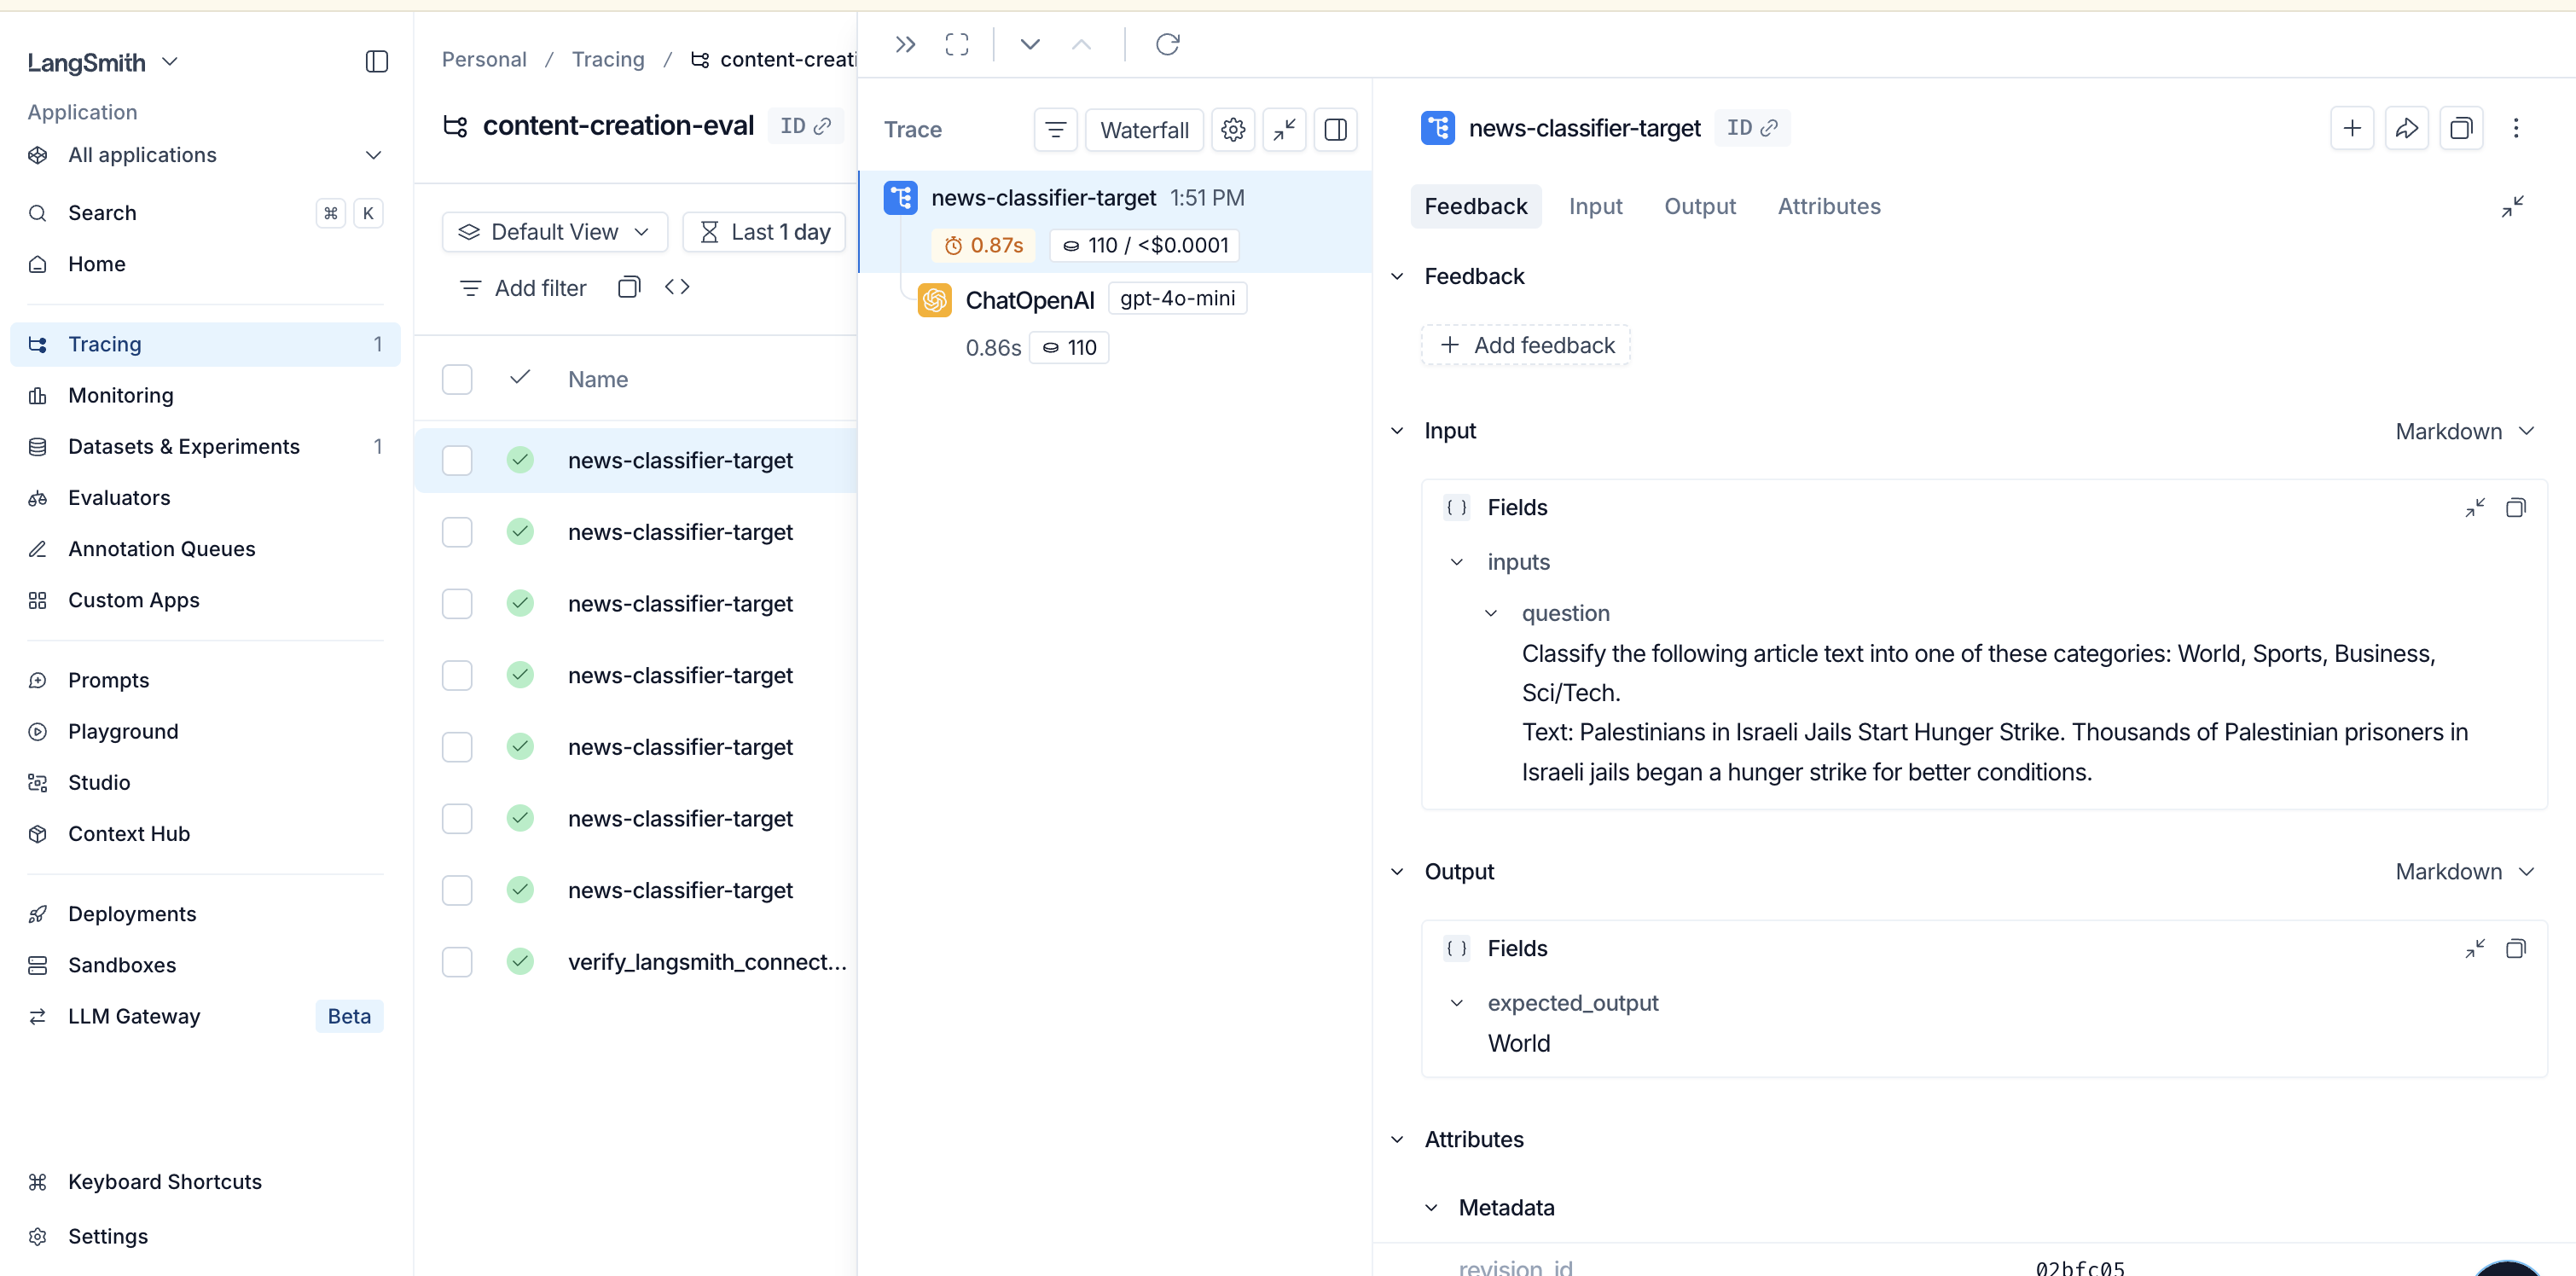 LangSmith
Application
All applications
Search ⌘ K
Home
Tracing 1
Monitoring
Datasets & Experiments 1
Evaluators
Annotation Queues
Custom Apps
Prompts
Playground
Studio
Context Hub
Deployments
Sandboxes
LLM Gateway Beta
Keyboard Shortcuts
Settings
Personal / Tracing / content-creati
content-creation-eval ID
Default View Last 1 day
Add filter
Name
news-classifier-target
news-classifier-target
news-classifier-target
news-classifier-target
news-classifier-target
news-classifier-target
news-classifier-target
verify_langsmith_connect...
Trace Waterfall
news-classifier-target 1:51 PM
0.87s 110 / <$0.0001
ChatOpenAI gpt-4o-mini
0.86s 110
news-classifier-target ID
Feedback Input Output Attributes
Feedback
+ Add feedback
Input Markdown
{ } Fields
inputs
question
Classify the following article text into one of these categories: World, Sports, Business,
Sci/Tech.
Text: Palestinians in Israeli Jails Start Hunger Strike. Thousands of Palestinian prisoners in
Israeli jails began a hunger strike for better conditions.
Output Markdown
{ } Fields
expected_output
World
Attributes
Metadata
revision_id 02bfc05